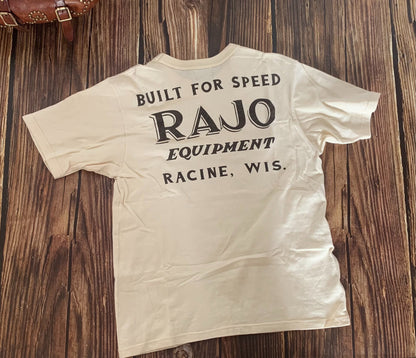 BUILT FOR SPEED
RAJO
EQUIPMENT
RACINE, WIS.